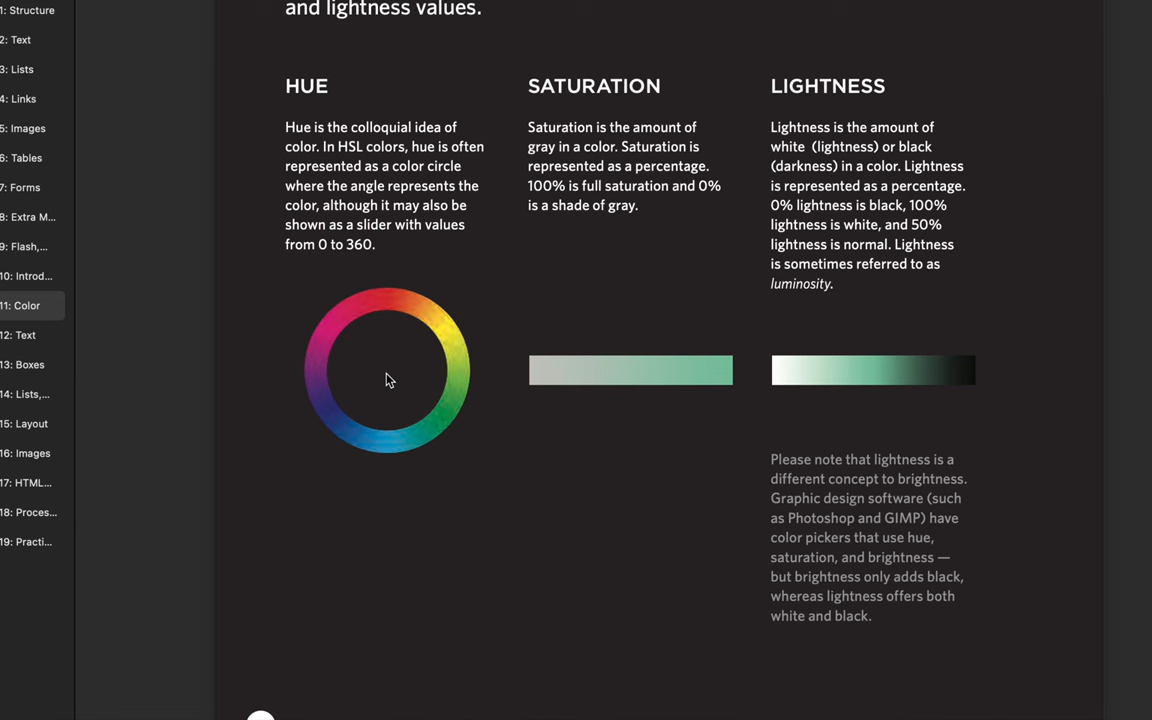 1: Structure
2: Text
3: Lists
4: Links
5: Images
6: Tables
7: Forms
8: Extra M...
9: Flash,...
10: Introd...
11: Color
12: Text
13: Boxes
14: Lists,...
15: Layout
16: Images
17: HTML...
18: Proces...
19: Practi...
and lightness values.
HUE
Hue is the colloquial idea of
color. In HSL colors, hue is often
represented as a color circle
where the angle represents the
color, although it may also be
shown as a slider with values
from 0 to 360.
SATURATION
Saturation is the amount of
gray in a color. Saturation is
represented as a percentage.
100% is full saturation and 0%
is a shade of gray.
LIGHTNESS
Lightness is the amount of
white (lightness) or black
(darkness) in a color. Lightness
is represented as a percentage.
0% lightness is black, 100%
lightness is white, and 50%
lightness is normal. Lightness
is sometimes referred to as
luminosity.
Please note that lightness is a
different concept to brightness.
Graphic design software (such
as Photoshop and GIMP) have
color pickers that use hue,
saturation, and brightness —
but brightness only adds black,
whereas lightness offers both
white and black.